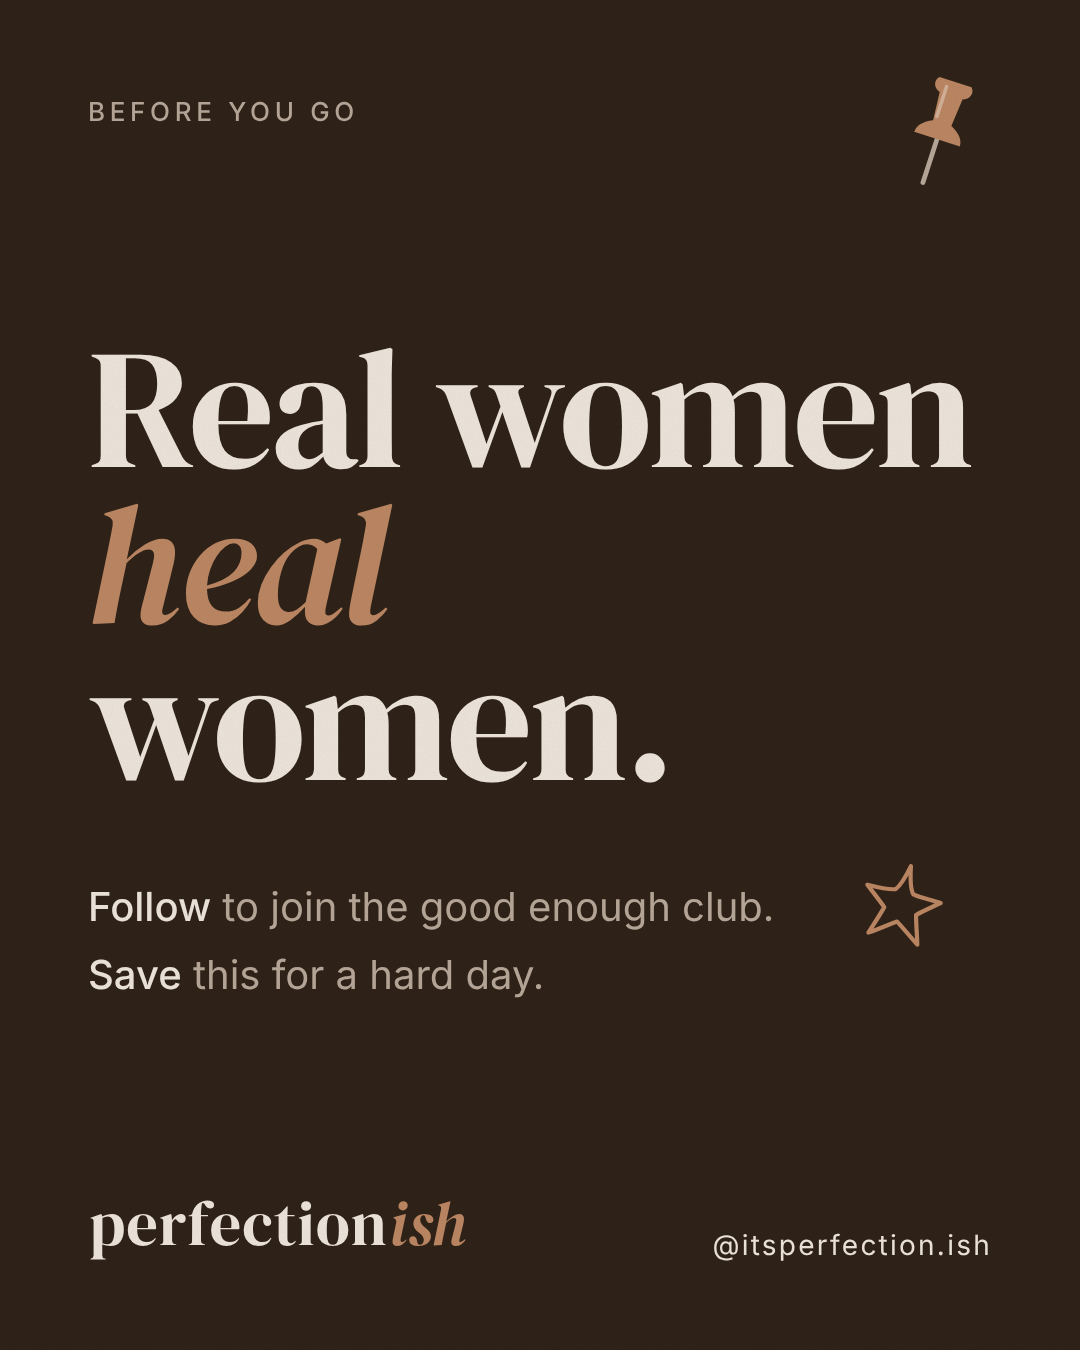 BEFORE YOU GO
Real women
heal
women.
Follow to join the good enough club.
Save this for a hard day.
perfectionish
@itsperfection.ish